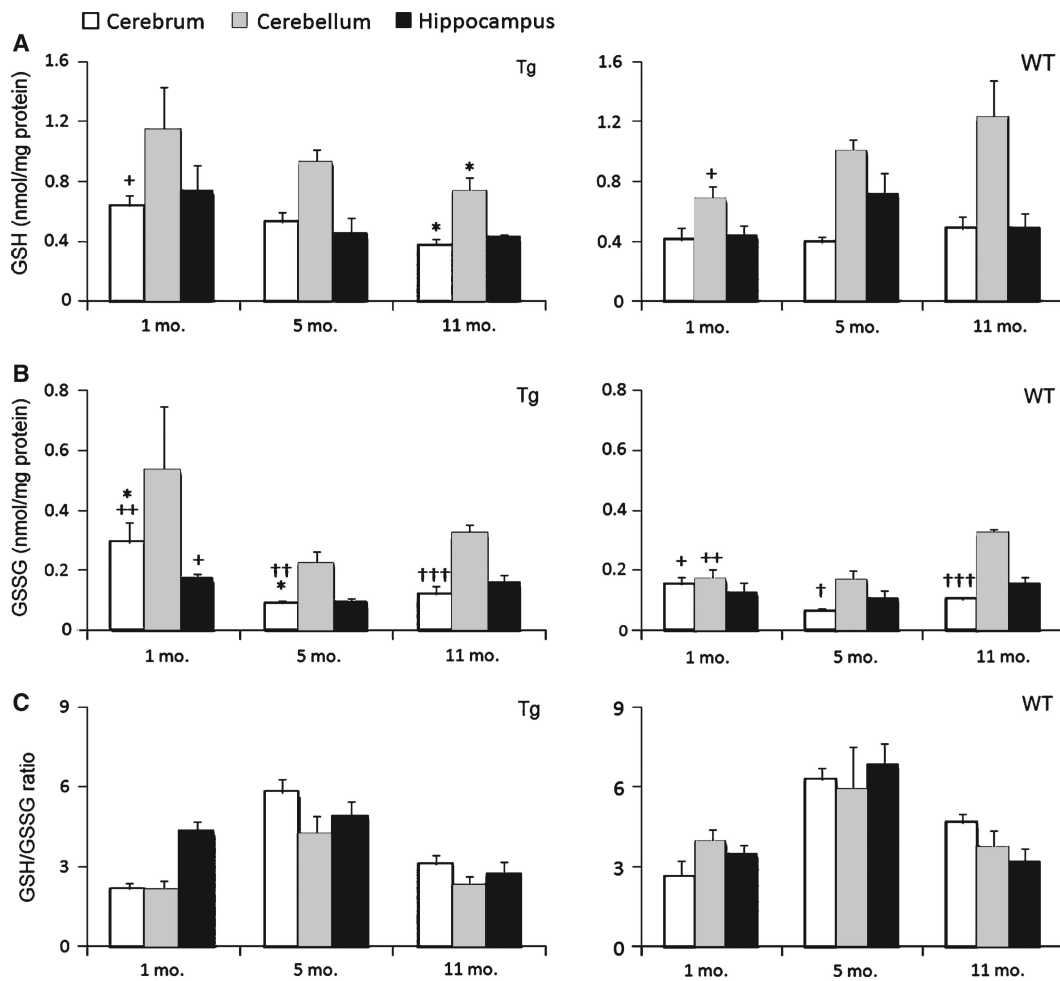 Cerebrum Cerebellum Hippocampus
A
GSH (nmol/mg protein)
1.6
1.2
0.8
0.4
0
Tg
+
*
*
1 mo. 5 mo. 11 mo.
1.6
1.2
0.8
0.4
0
WT
+
1 mo. 5 mo. 11 mo.
B
GSSG (nmol/mg protein)
0.8
0.6
0.4
0.2
0
Tg
*
++
+
††
*
†††
1 mo. 5 mo. 11 mo.
0.8
0.6
0.4
0.2
0
WT
+ ++
†
†††
1 mo. 5 mo. 11 mo.
C
GSH/GSSG ratio
9
6
3
0
Tg
1 mo. 5 mo. 11 mo.
9
6
3
0
WT
1 mo. 5 mo. 11 mo.